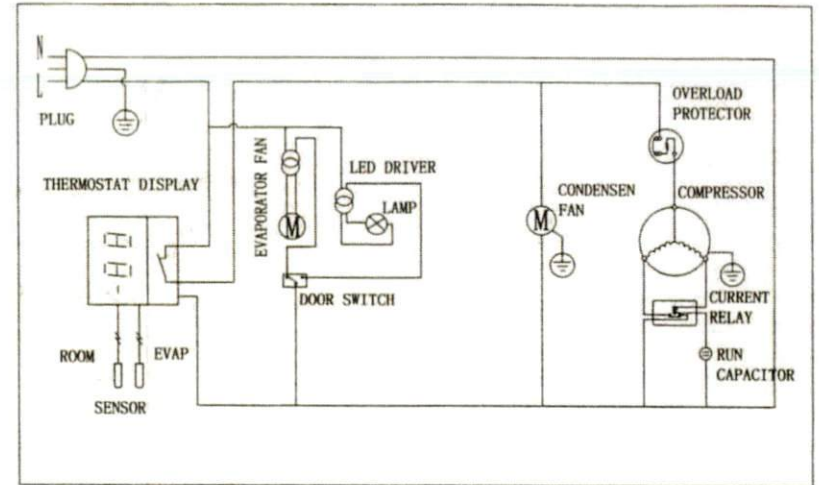 N
L
PLUG
THERMOSTAT DISPLAY
ROOM
EVAP
SENSOR
EVAPORATOR FAN
M
LED DRIVER
LAMP
DOOR SWITCH
M
CONDENSEN
FAN
OVERLOAD
PROTECTOR
COMPRESSOR
CURRENT
RELAY
RUN
CAPACITOR